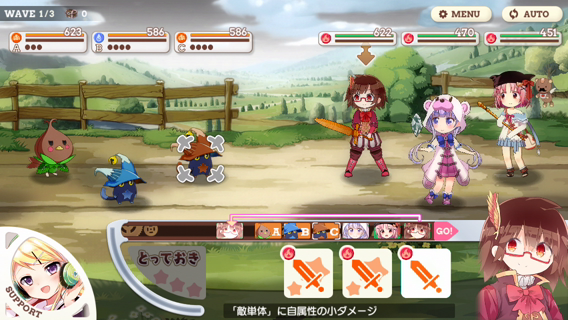 WAVE 1/3
0
MENU
AUTO
623
586
586
622
470
451
A
B
C
A
B
C
GO!
とっておき
SUPPORT
「敵単体」に自属性の小ダメージ